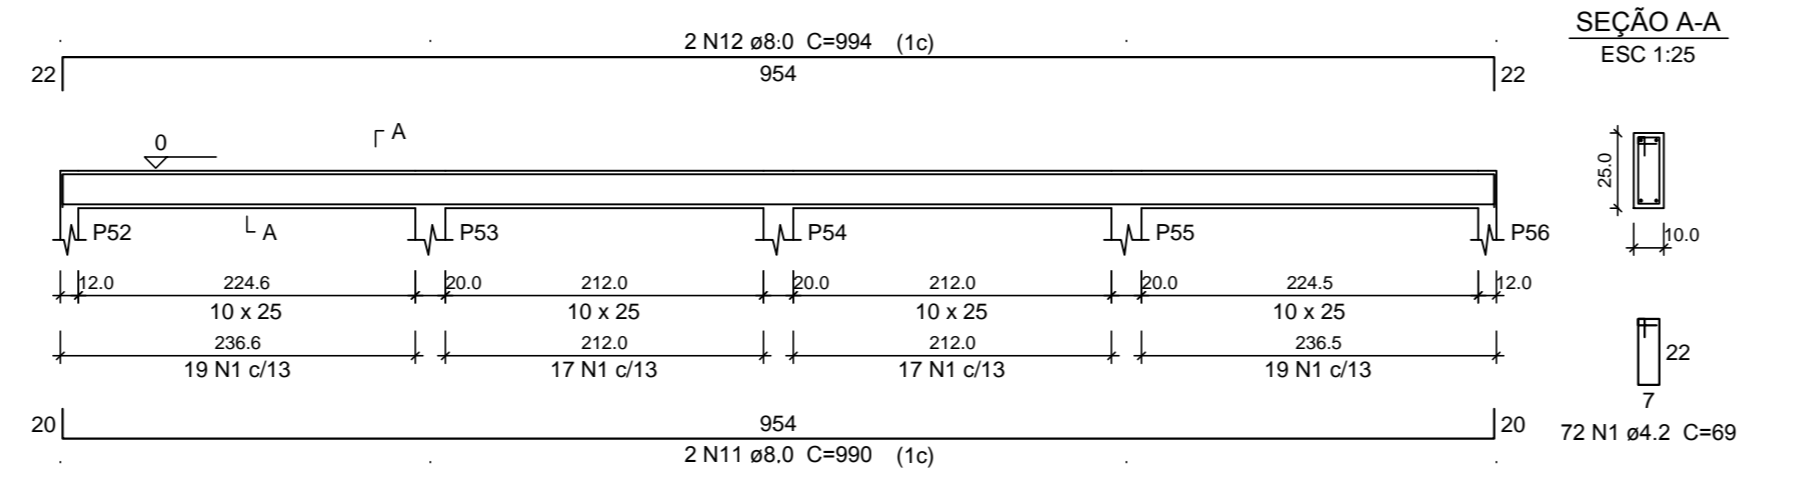 SEÇÃO A-A
ESC 1:25
2 N12 ø8.0 C=994 (1c)
22 954 22
A
0
25.0
P52 A P53 P54 P55 P56
10.0
12.0 224.6 20.0 212.0 20.0 212.0 20.0 224.5 12.0
10 x 25 10 x 25 10 x 25 10 x 25
236.6 212.0 212.0 236.5
19 N1 c/13 17 N1 c/13 17 N1 c/13 19 N1 c/13
22
7
20 954 20
72 N1 ø4.2 C=69
2 N11 ø8.0 C=990 (1c)